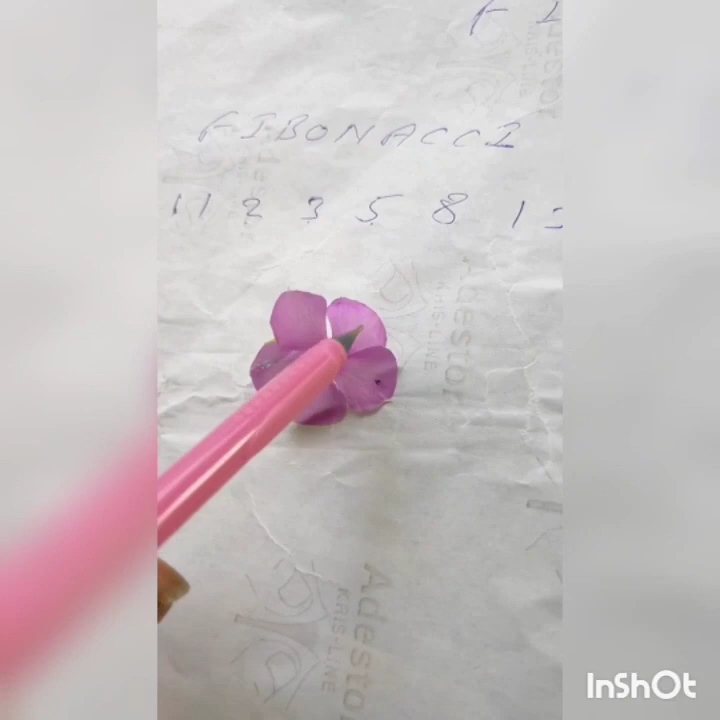 F I
FIBONACCI
1 1 2 3 5 8 1
Adestor
KRIS-LINE
Adestor
KRIS-LINE
InShOt